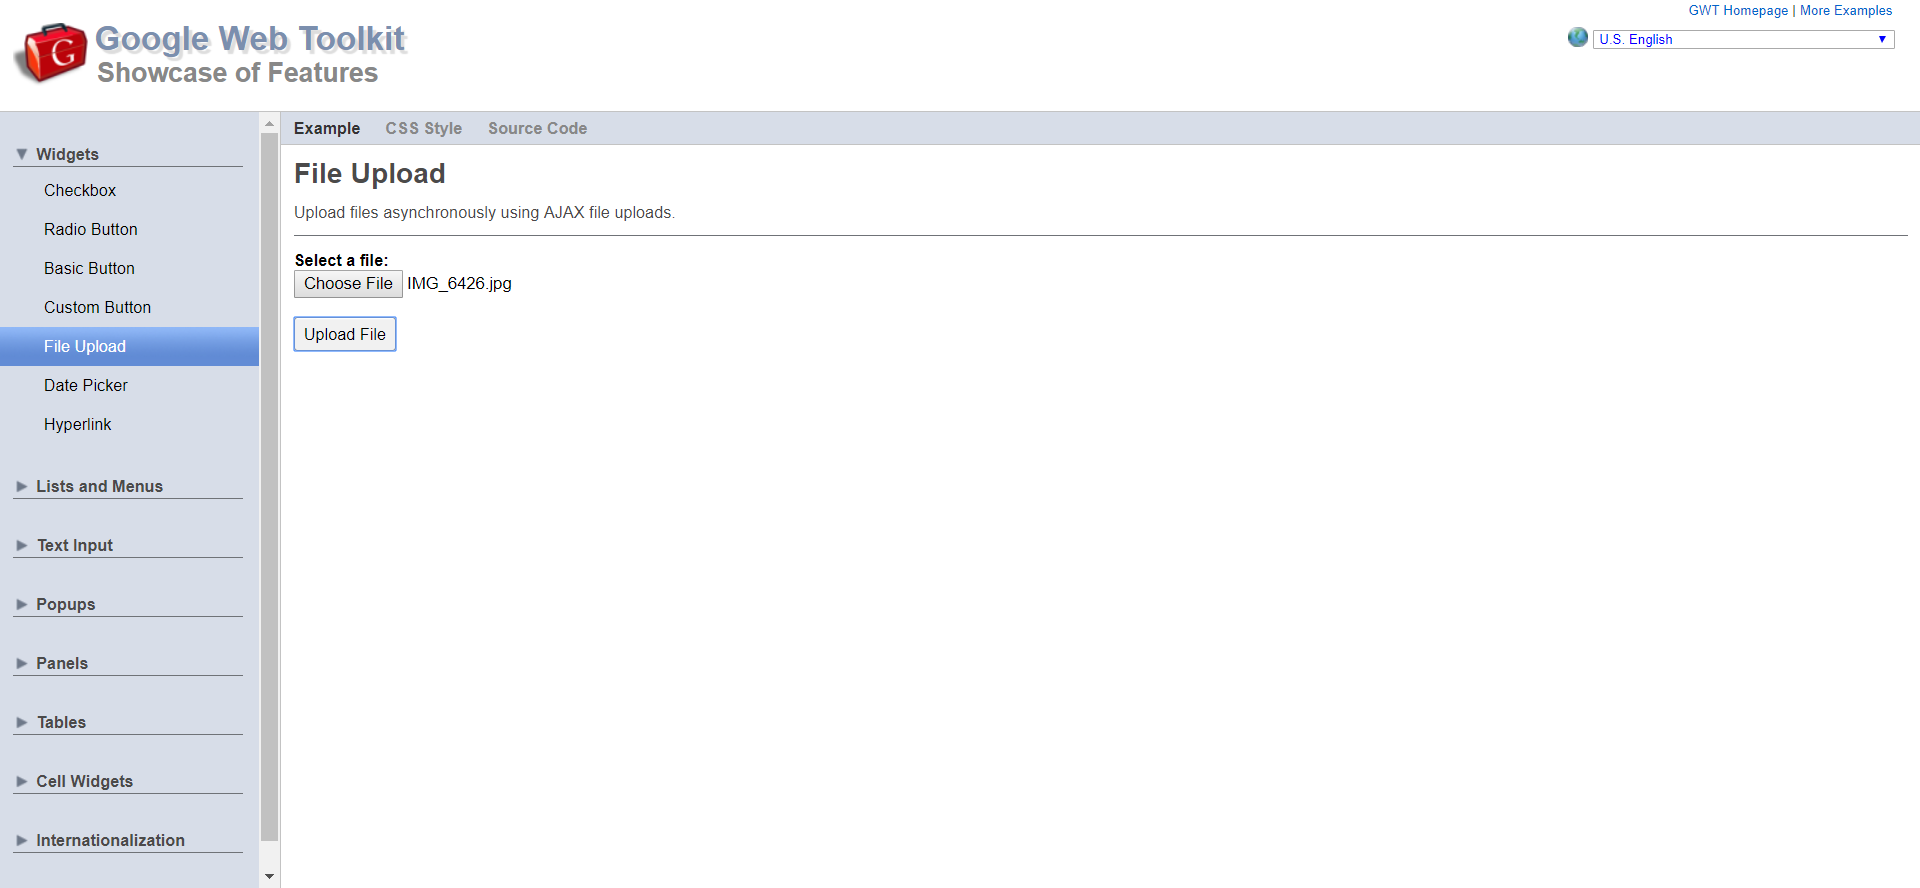 GWT Homepage | More Examples
Google Web Toolkit
Showcase of Features
U.S. English
G
Widgets
Checkbox
Radio Button
Basic Button
Custom Button
File Upload
Date Picker
Hyperlink
Lists and Menus
Text Input
Popups
Panels
Tables
Cell Widgets
Internationalization
Example CSS Style Source Code
File Upload
Upload files asynchronously using AJAX file uploads.
Select a file:
Choose File IMG_6426.jpg
Upload File